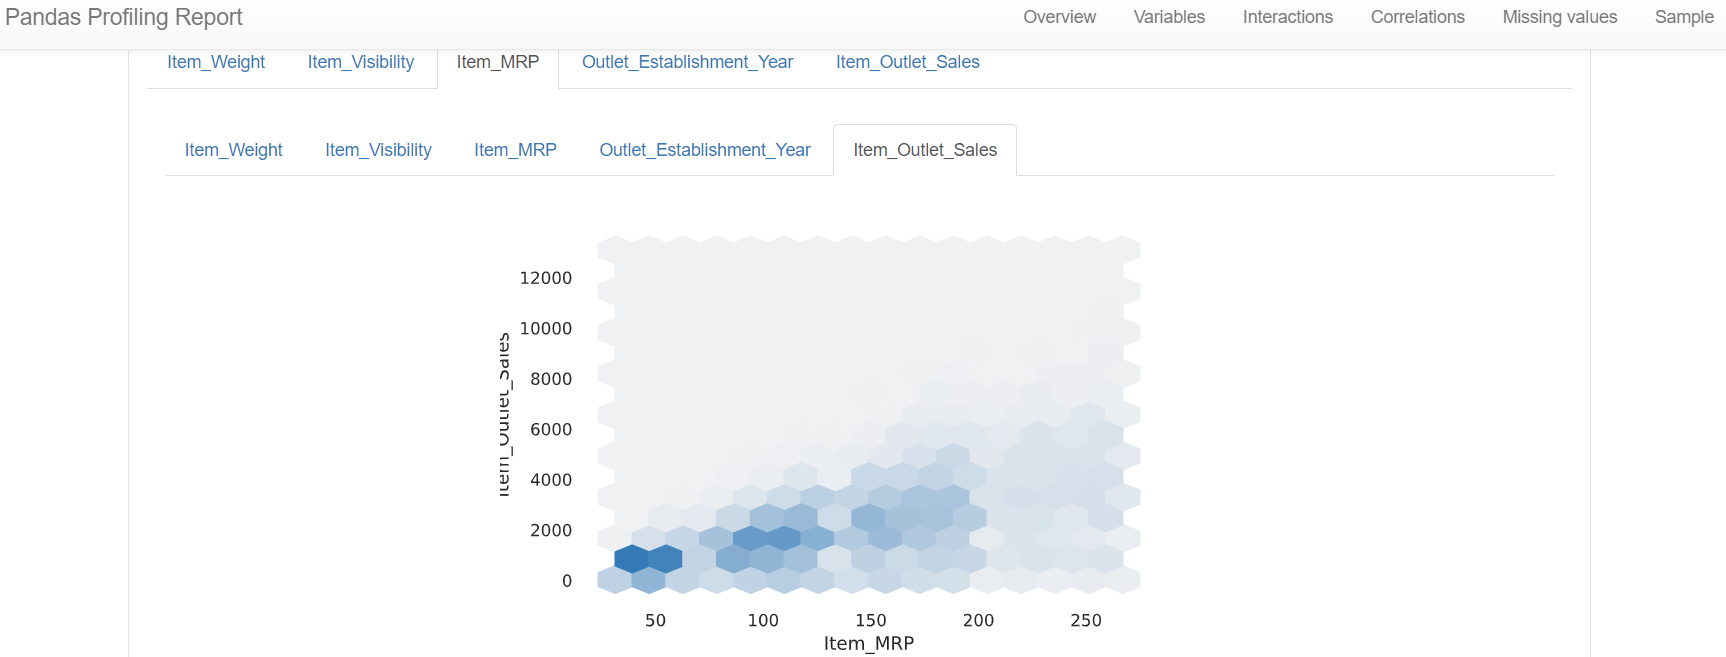 Pandas Profiling Report
Overview Variables Interactions Correlations Missing values Sample
Item_Weight Item_Visibility Item_MRP Outlet_Establishment_Year Item_Outlet_Sales
Item_Weight Item_Visibility Item_MRP Outlet_Establishment_Year Item_Outlet_Sales
Item_Outlet_Sales
12000
10000
8000
6000
4000
2000
0
50 100 150 200 250
Item_MRP